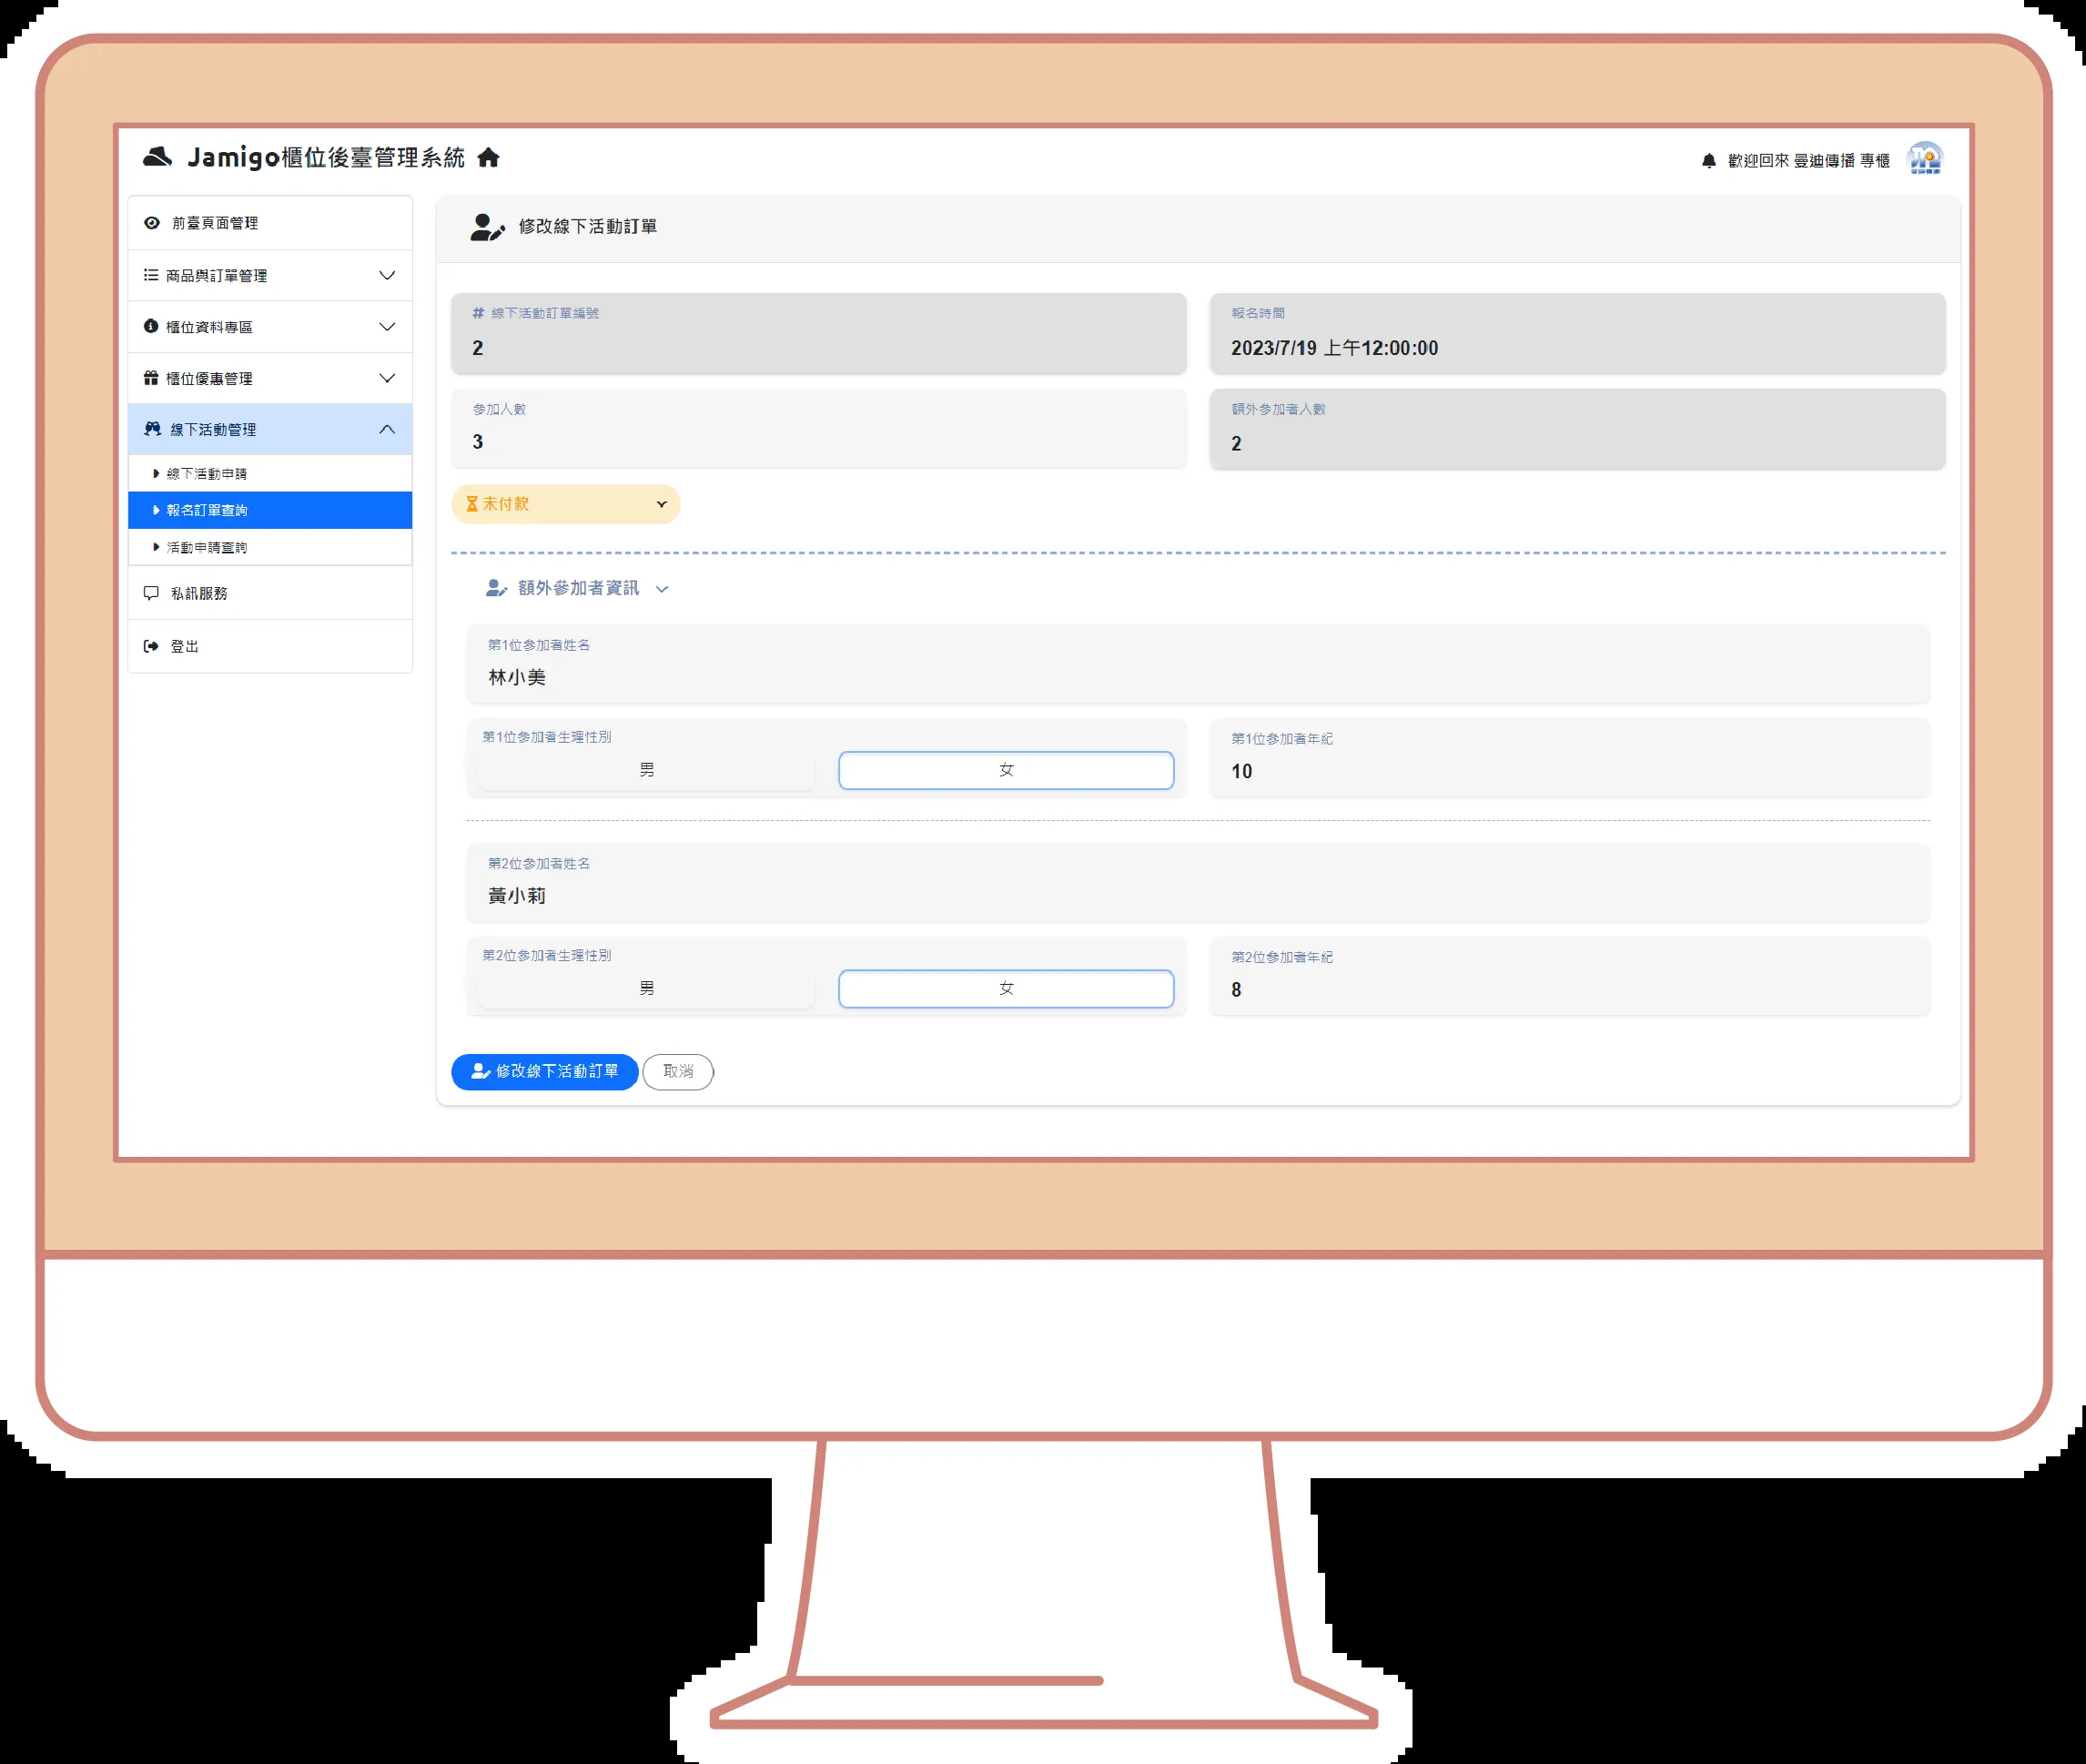 Jamigo櫃位後臺管理系統
歡迎回來 曼迪傳播 專櫃
前臺頁面管理
商品與訂單管理
櫃位資料專區
櫃位優惠管理
線下活動管理
線下活動申請
報名訂單查詢
活動申請查詢
私訊服務
登出
修改線下活動訂單
# 線下活動訂單編號
2
報名時間
2023/7/19 上午12:00:00
參加人數
3
額外參加者人數
2
未付款
額外參加者資訊
第1位參加者姓名
林小美
第1位參加者生理性別
男 女
第1位參加者年紀
10
第2位參加者姓名
黃小莉
第2位參加者生理性別
男 女
第2位參加者年紀
8
修改線下活動訂單 取消